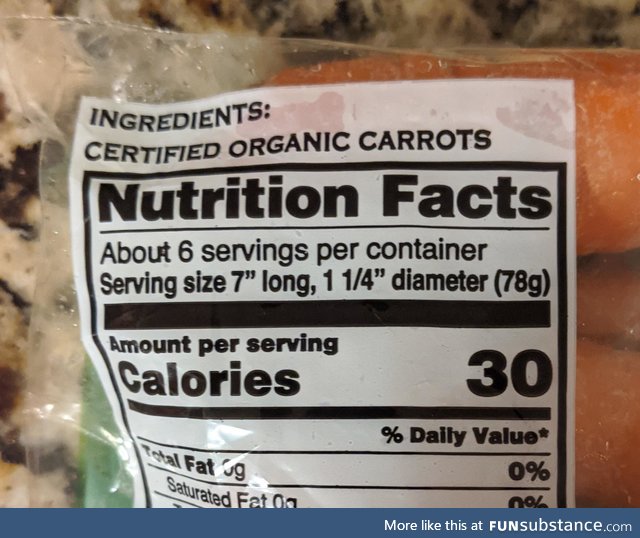 INGREDIENTS:
CERTIFIED ORGANIC CARROTS
Nutrition Facts
About 6 servings per container
Serving size 7” long, 1 1/4” diameter (78g)
Amount per serving
Calories 30
% Daily Value*
Total Fat 0g 0%
Saturated Fat 0g 0%
More like this at FUNsubstance.com